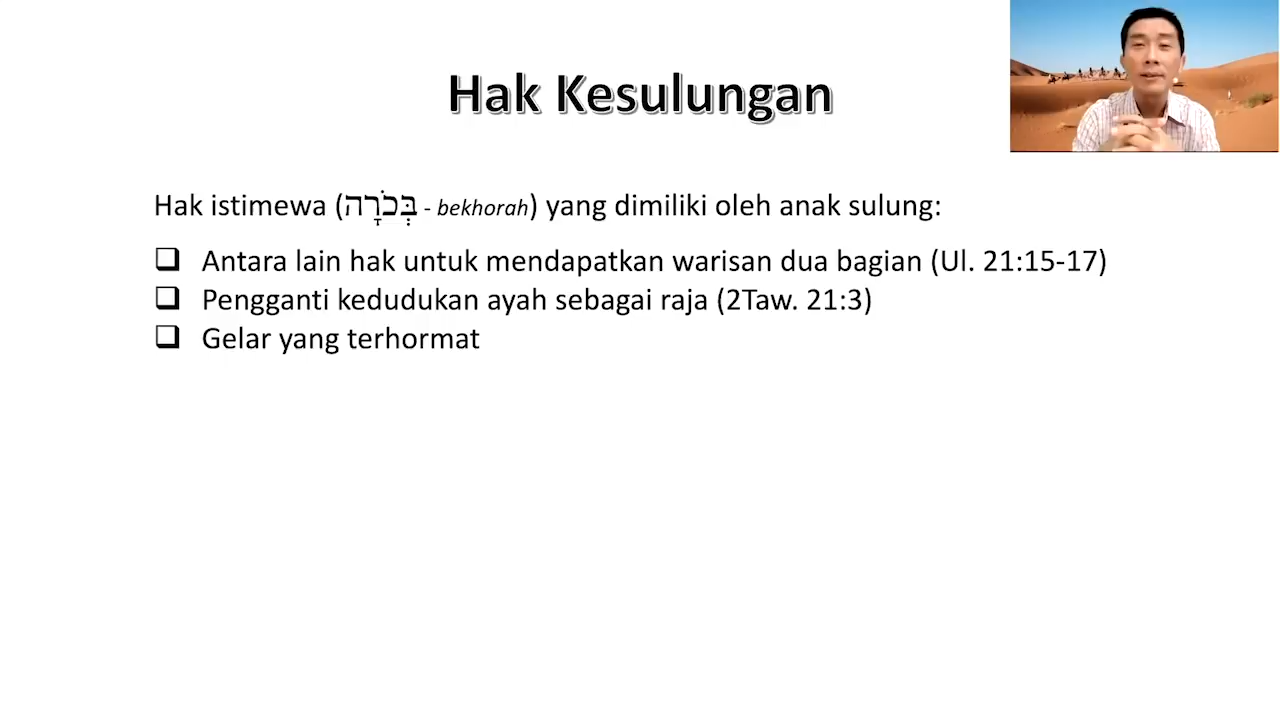 Hak Kesulungan
Hak istimewa (בְּכֹרָה - bekhorah) yang dimiliki oleh anak sulung:
❑ Antara lain hak untuk mendapatkan warisan dua bagian (Ul. 21:15-17)
❑ Pengganti kedudukan ayah sebagai raja (2Taw. 21:3)
❑ Gelar yang terhormat